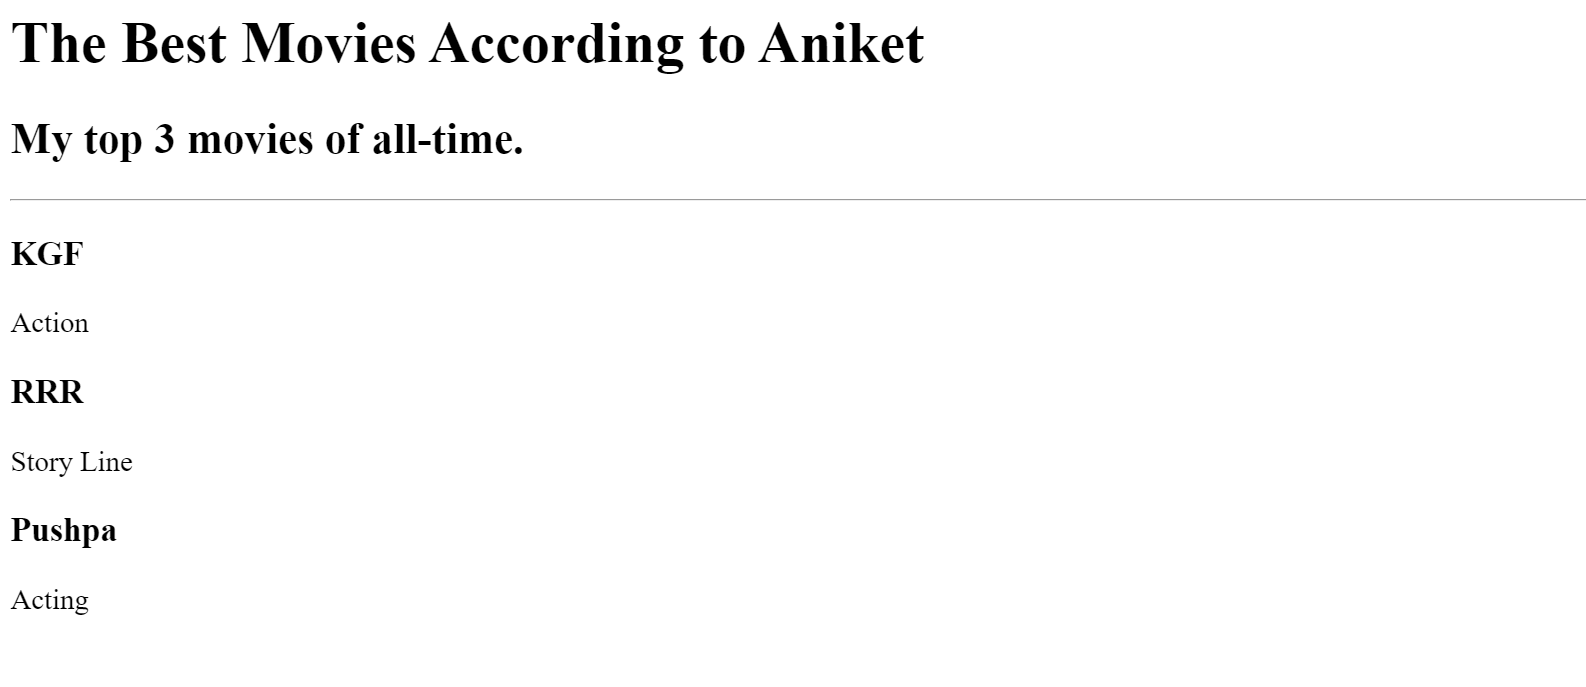 The Best Movies According to Aniket
My top 3 movies of all-time.
KGF
Action
RRR
Story Line
Pushpa
Acting